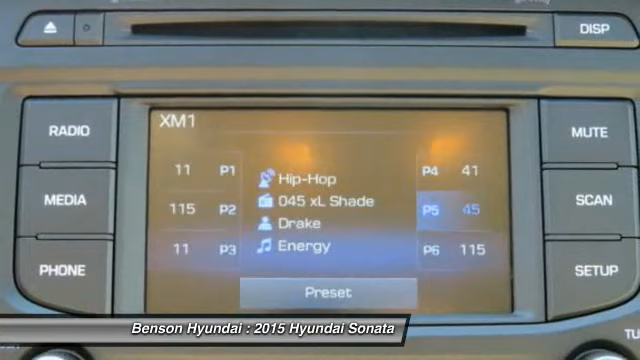 DISP
XM1
RADIO
MUTE
11 P1
Hip-Hop
P4 41
MEDIA
045 xL Shade
SCAN
115 P2
Drake
P5 45
11 P3
Energy
P6 115
PHONE
SETUP
Preset
Benson Hyundai : 2015 Hyundai Sonata